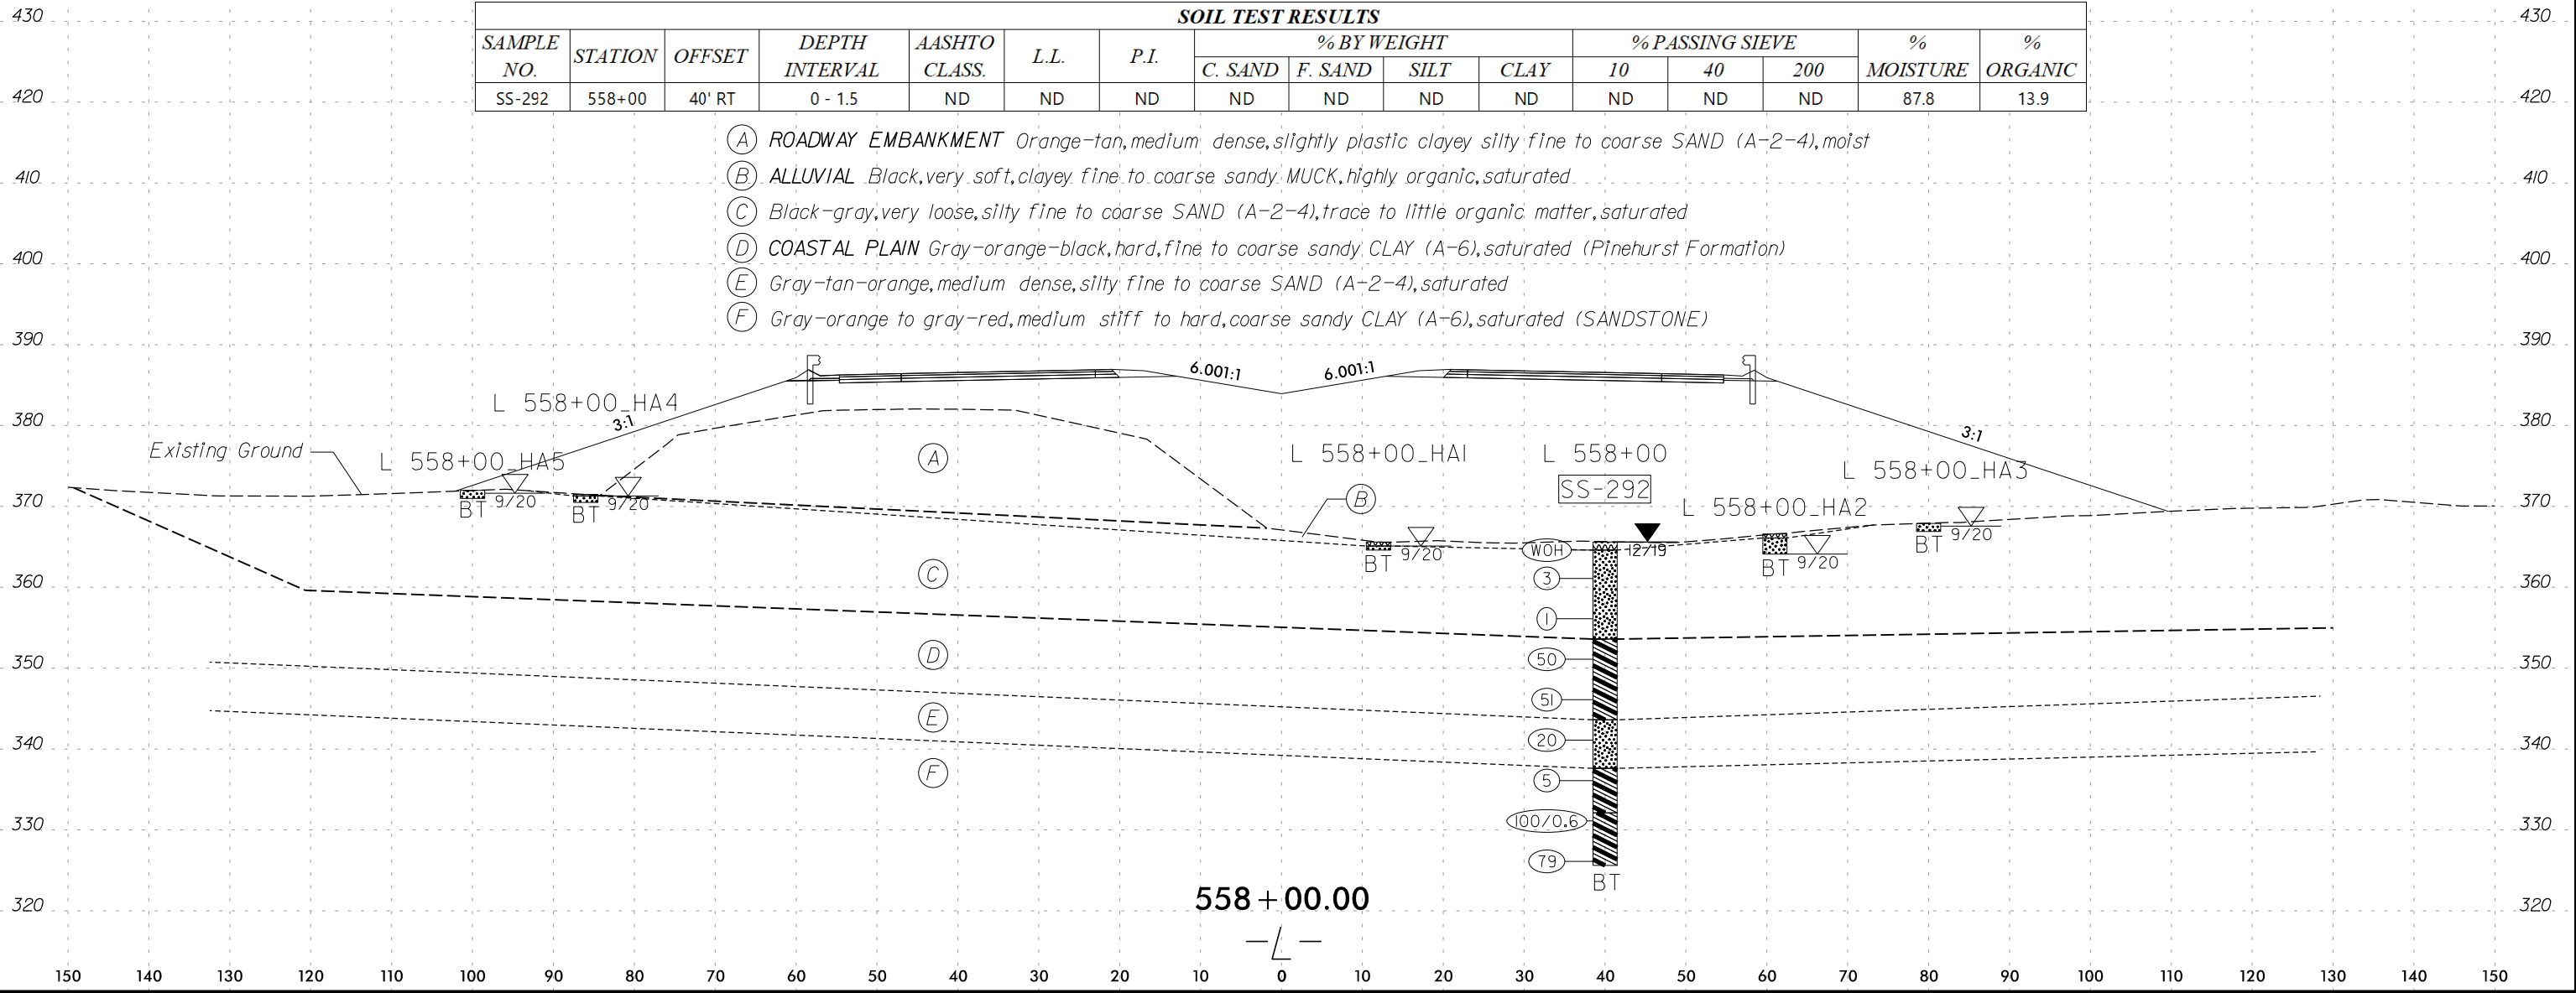 SOIL TEST RESULTS
SAMPLE NO. STATION OFFSET DEPTH INTERVAL AASHTO CLASS. L.L. P.I. % BY WEIGHT % PASSING SIEVE % MOISTURE % ORGANIC
C. SAND F. SAND SILT CLAY 10 40 200
SS-292 558+00 40' RT 0 - 1.5 ND ND ND ND ND ND ND ND ND ND 87.8 13.9
A ROADWAY EMBANKMENT Orange-tan, medium dense, slightly plastic clayey silty fine to coarse SAND (A-2-4), moist
B ALLUVIAL Black, very soft, clayey fine to coarse sandy MUCK, highly organic, saturated
C Black-gray, very loose, silty fine to coarse SAND (A-2-4), trace to little organic matter, saturated
D COASTAL PLAIN Gray-orange-black, hard, fine to coarse sandy CLAY (A-6), saturated (Pinehurst Formation)
E Gray-tan-orange, medium dense, silty fine to coarse SAND (A-2-4), saturated
F Gray-orange to gray-red, medium stiff to hard, coarse sandy CLAY (A-6), saturated (SANDSTONE)
430 430
420 420
410 410
400 400
390 390
380 380
370 370
360 360
350 350
340 340
330 330
320 320
6.001:1 6.001:1
L 558+00_HA4
3:1
3:1
Existing Ground
L 558+00_HA5
L 558+00_HA1
L 558+00
SS-292
L 558+00_HA2
L 558+00_HA3
BT 9/20
BT 9/20
BT 9/20
12/19
BT 9/20
BT 9/20
A
B
C
D
E
F
WOH
3
1
50
51
20
5
100/0.6
79
BT
558+00.00
-L-
150 140 130 120 110 100 90 80 70 60 50 40 30 20 10 0 10 20 30 40 50 60 70 80 90 100 110 120 130 140 150